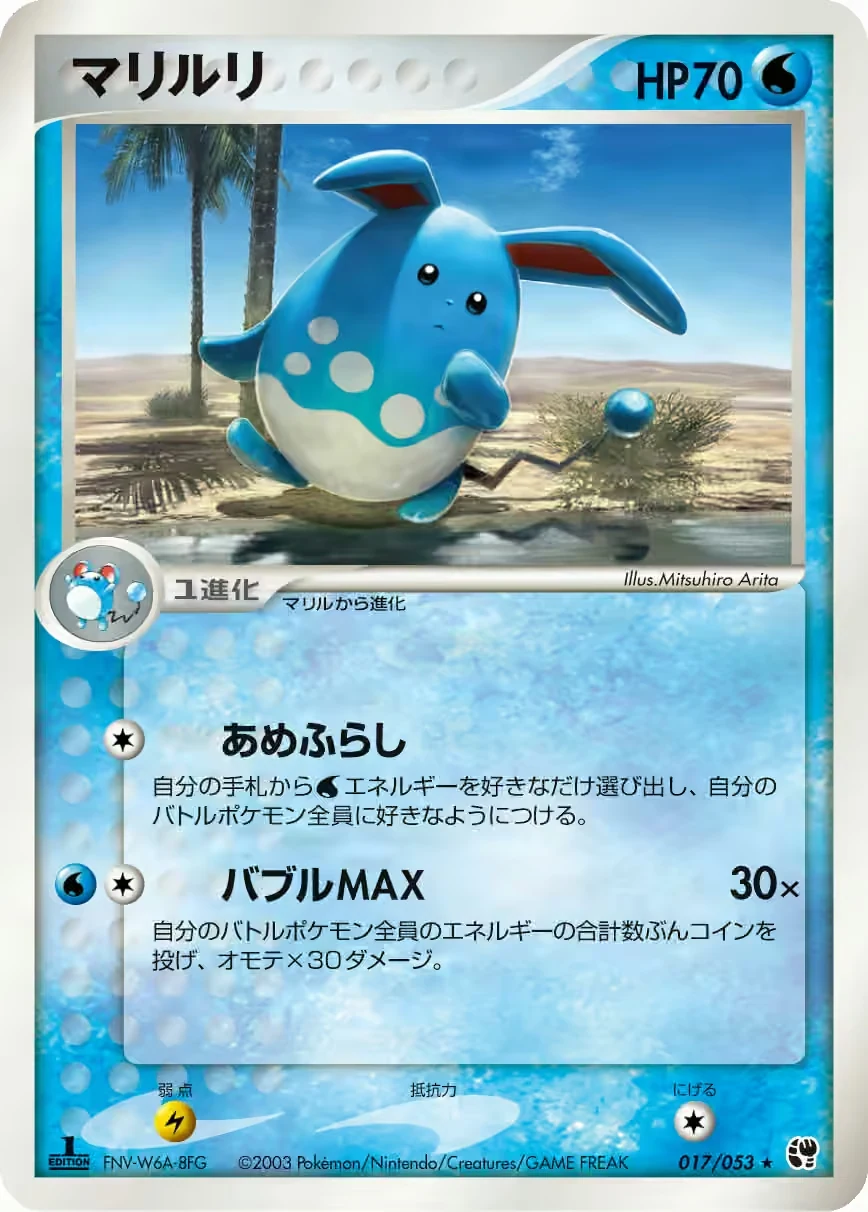 マリルリ
HP70
Illus.Mitsuhiro Arita
1進化
マリルから進化
あめふらし
自分の手札からエネルギーを好きなだけ選び出し、自分の
バトルポケモン全員に好きなようにつける。
バブルMAX 30×
自分のバトルポケモン全員のエネルギーの合計数ぶんコインを
投げ、オモテ×30ダメージ。
弱点 抵抗力 にげる
1 EDITION FNV-W6A-8FG ©2003 Pokémon/Nintendo/Creatures/GAME FREAK 017/053 ★